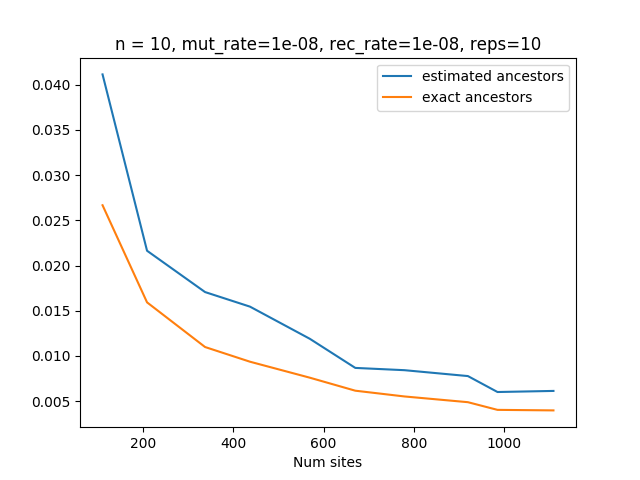 n = 10, mut_rate=1e-08, rec_rate=1e-08, reps=10
estimated ancestors
exact ancestors
0.040
0.035
0.030
0.025
0.020
0.015
0.010
0.005
200 400 600 800 1000
Num sites